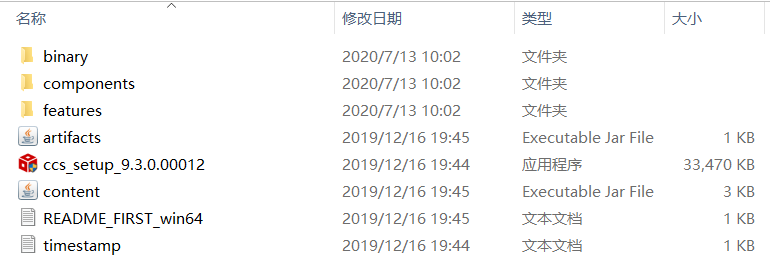 名称 修改日期 类型 大小
binary 2020/7/13 10:02 文件夹
components 2020/7/13 10:02 文件夹
features 2020/7/13 10:02 文件夹
artifacts 2019/12/16 19:45 Executable Jar File 1 KB
ccs_setup_9.3.0.00012 2019/12/16 19:44 应用程序 33,470 KB
content 2019/12/16 19:45 Executable Jar File 3 KB
README_FIRST_win64 2019/12/16 19:45 文本文档 1 KB
timestamp 2019/12/16 19:44 文本文档 1 KB